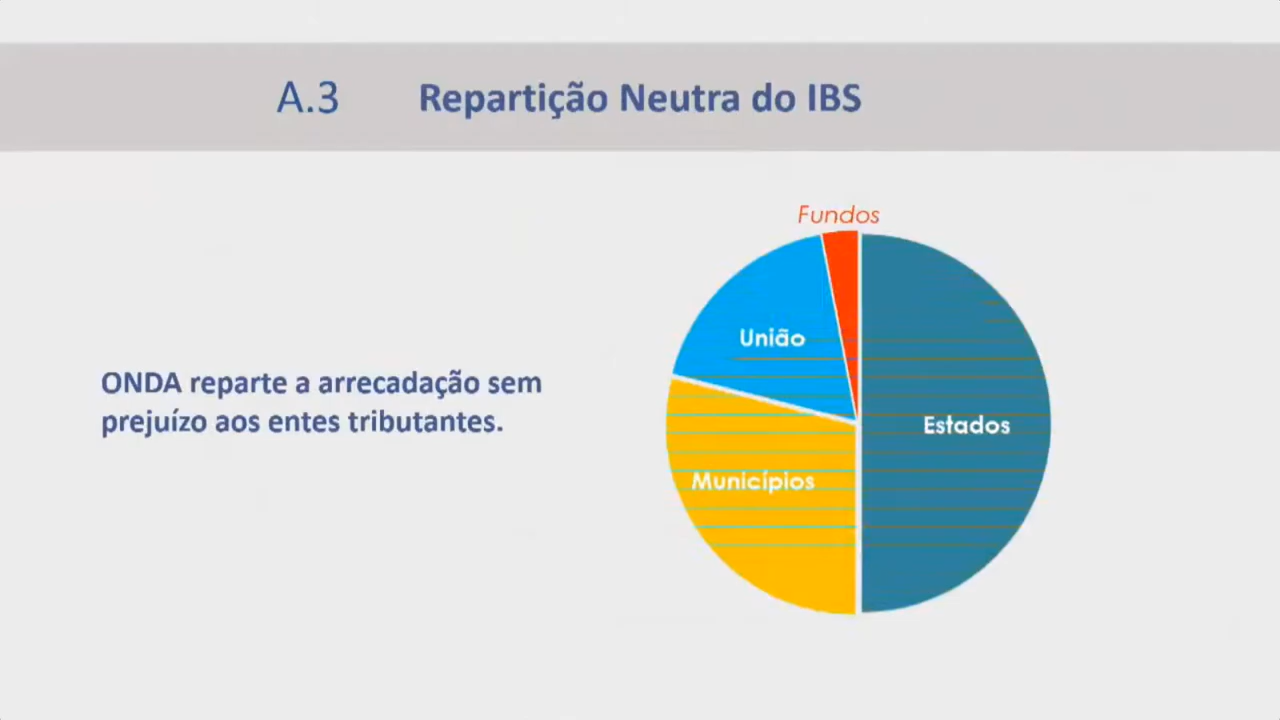 A.3 Repartição Neutra do IBS
Fundos
União
ONDA reparte a arrecadação sem
prejuízo aos entes tributantes.
Estados
Municípios